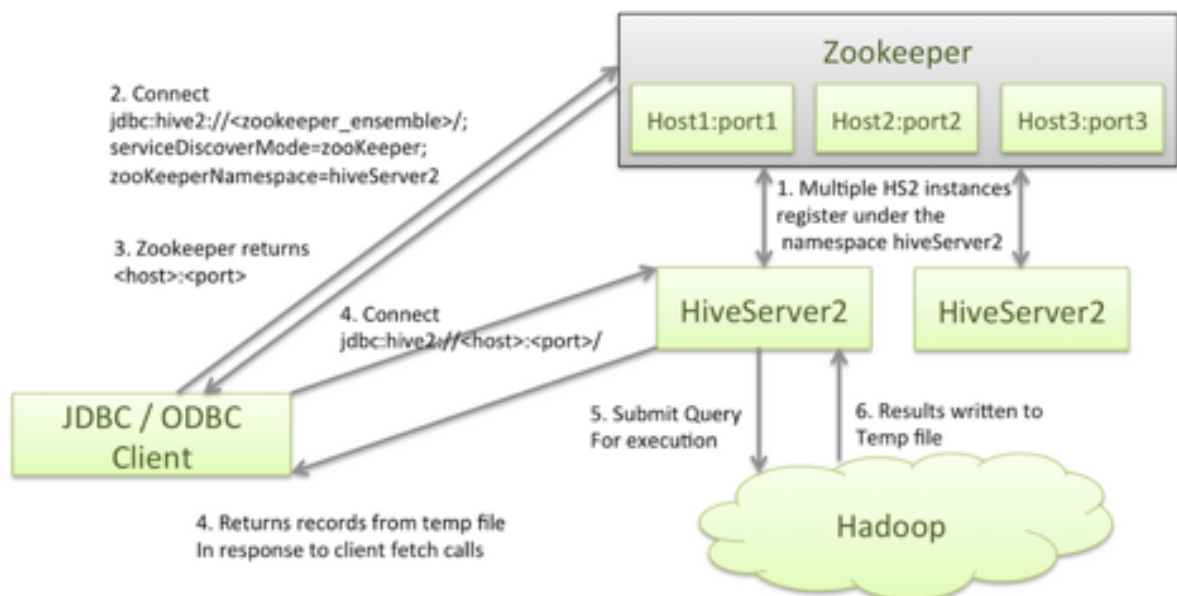 Zookeeper
Host1:port1
Host2:port2
Host3:port3
2. Connect
jdbc:hive2://<zookeeper_ensemble>/;
serviceDiscoverMode=zooKeeper;
zooKeeperNamespace=hiveServer2
1. Multiple HS2 instances
register under the
namespace hiveServer2
3. Zookeeper returns
<host>:<port>
4. Connect
jdbc:hive2://<host>:<port>/
HiveServer2
HiveServer2
JDBC / ODBC
Client
5. Submit Query
For execution
6. Results written to
Temp file
4. Returns records from temp file
In response to client fetch calls
Hadoop